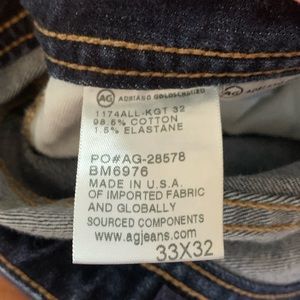 AG ADRIANO GOLDSCHMIED
1174ALL-KGT 32
98.5% COTTON
1.5% ELASTANE
PO#AG-28578
BM6976
MADE IN U.S.A.
OF IMPORTED FABRIC
AND GLOBALLY
SOURCED COMPONENTS
www.agjeans.com
33X32